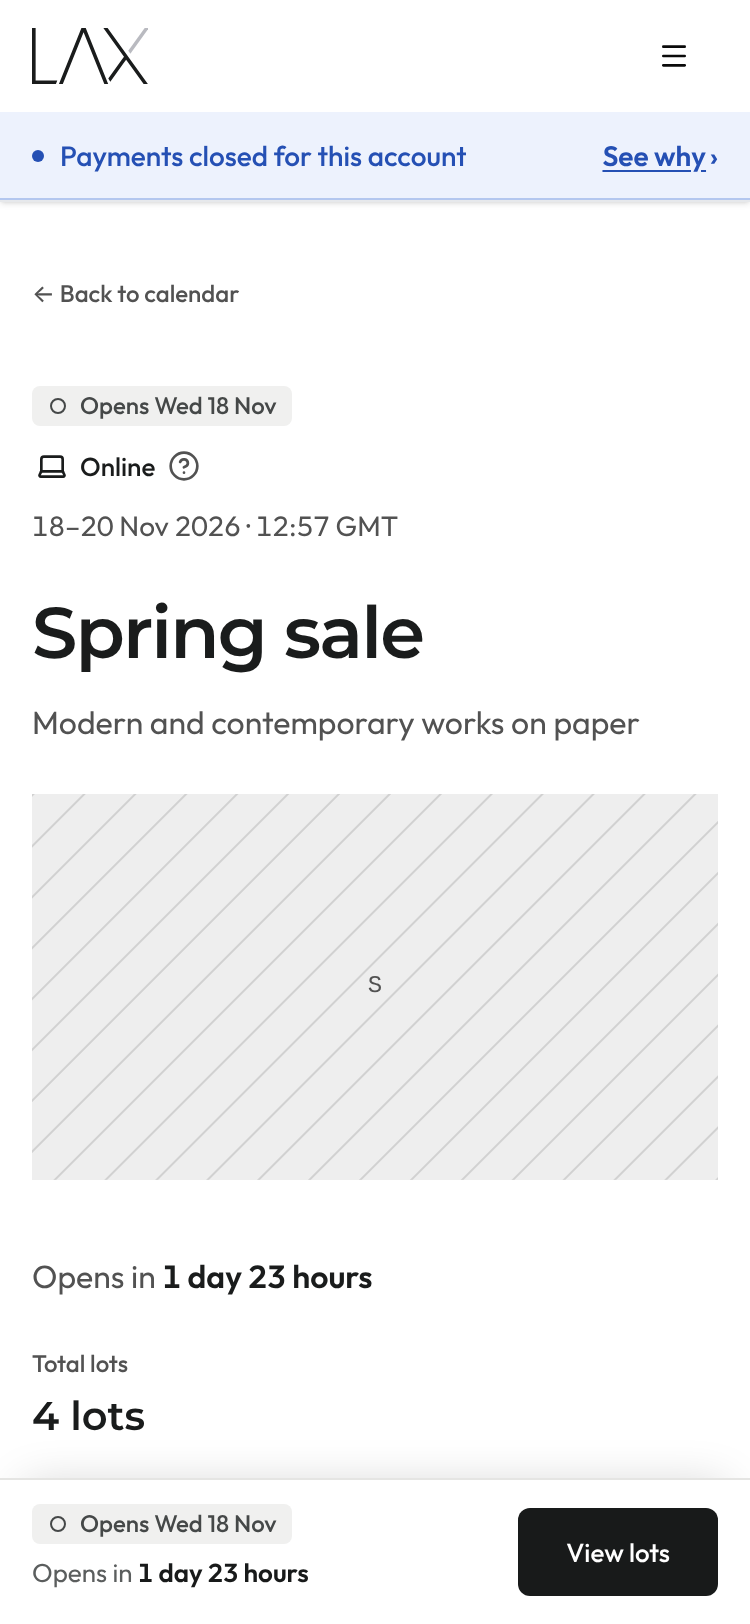 LAX
Payments closed for this account
See why ›
← Back to calendar
Opens Wed 18 Nov
Online ?
18–20 Nov 2026 · 12:57 GMT
Spring sale
Modern and contemporary works on paper
S
Opens in 1 day 23 hours
Total lots
4 lots
Opens Wed 18 Nov
Opens in 1 day 23 hours
View lots